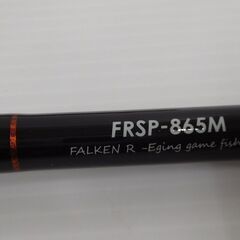 FRSP-865M
FALKEN R -Eging game fish